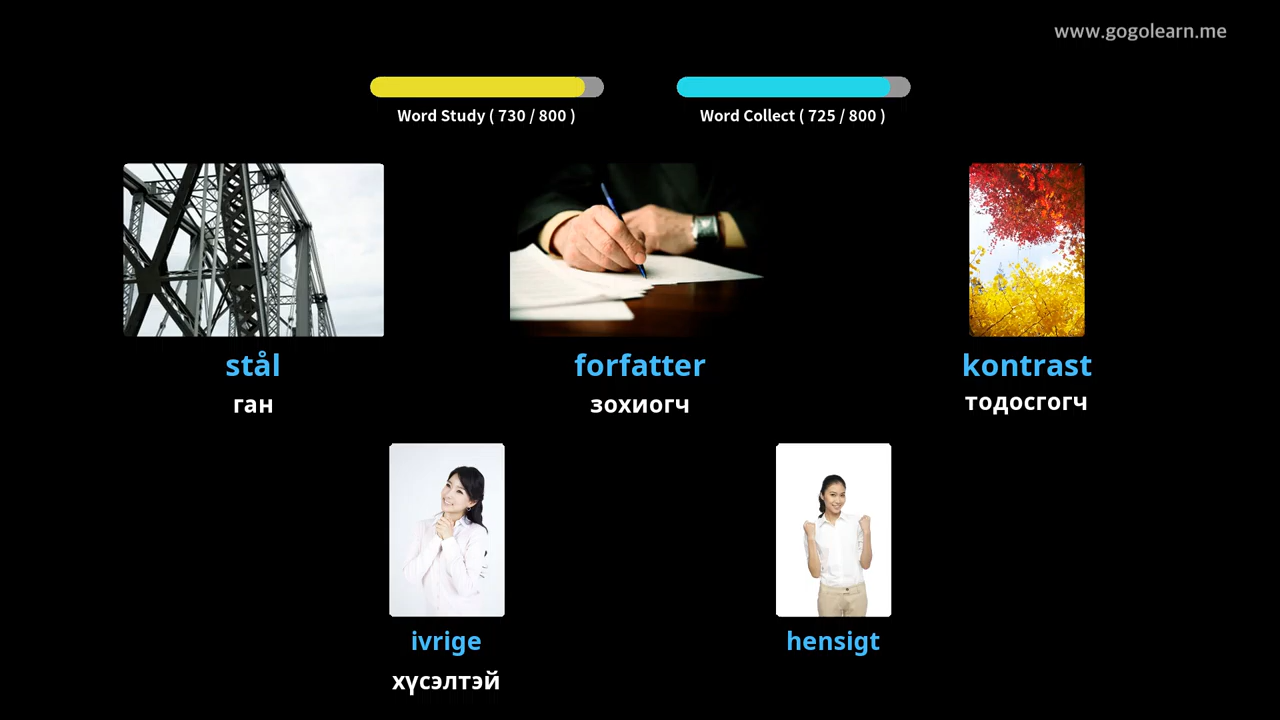 www.gogolearn.me
Word Study ( 730 / 800 )
Word Collect ( 725 / 800 )
stål
ган
forfatter
зохиогч
kontrast
тодосгогч
ivrige
хүсэлтэй
hensigt